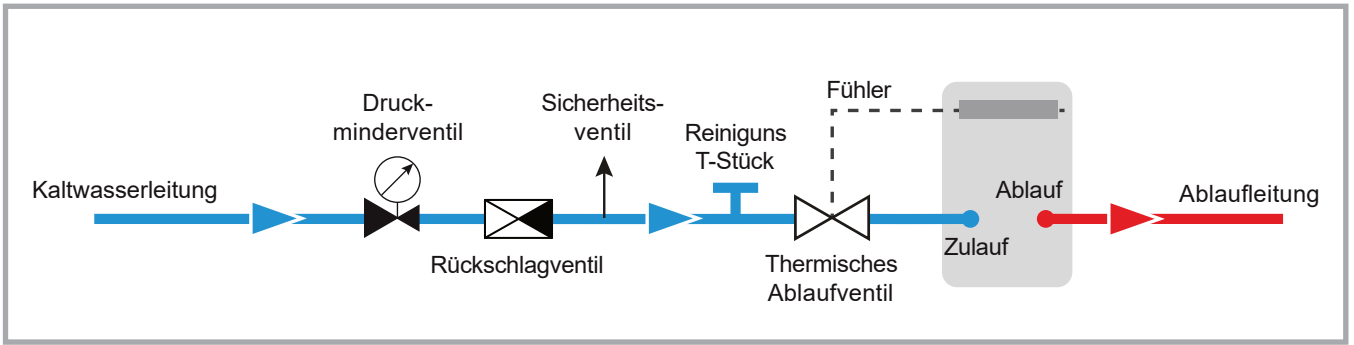 Kaltwasserleitung
Druck-
minderventil
Rückschlagventil
Sicherheits-
ventil
Reiniguns
T-Stück
Thermisches
Ablaufventil
Fühler
Zulauf
Ablauf
Ablaufleitung